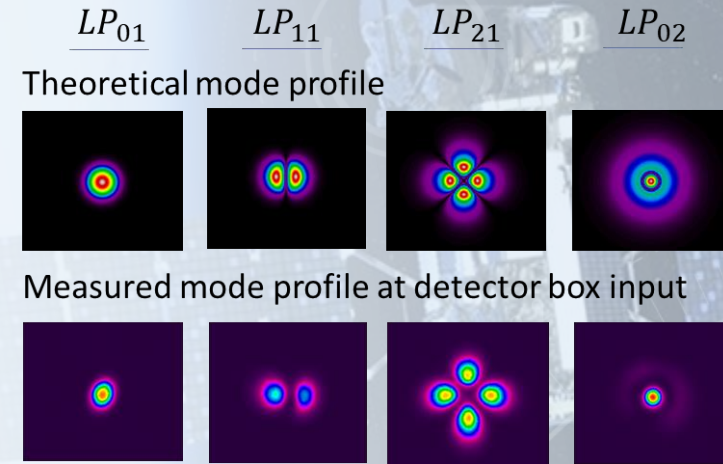 LP₀₁ LP₁₁ LP₂₁ LP₀₂
Theoretical mode profile
Measured mode profile at detector box input